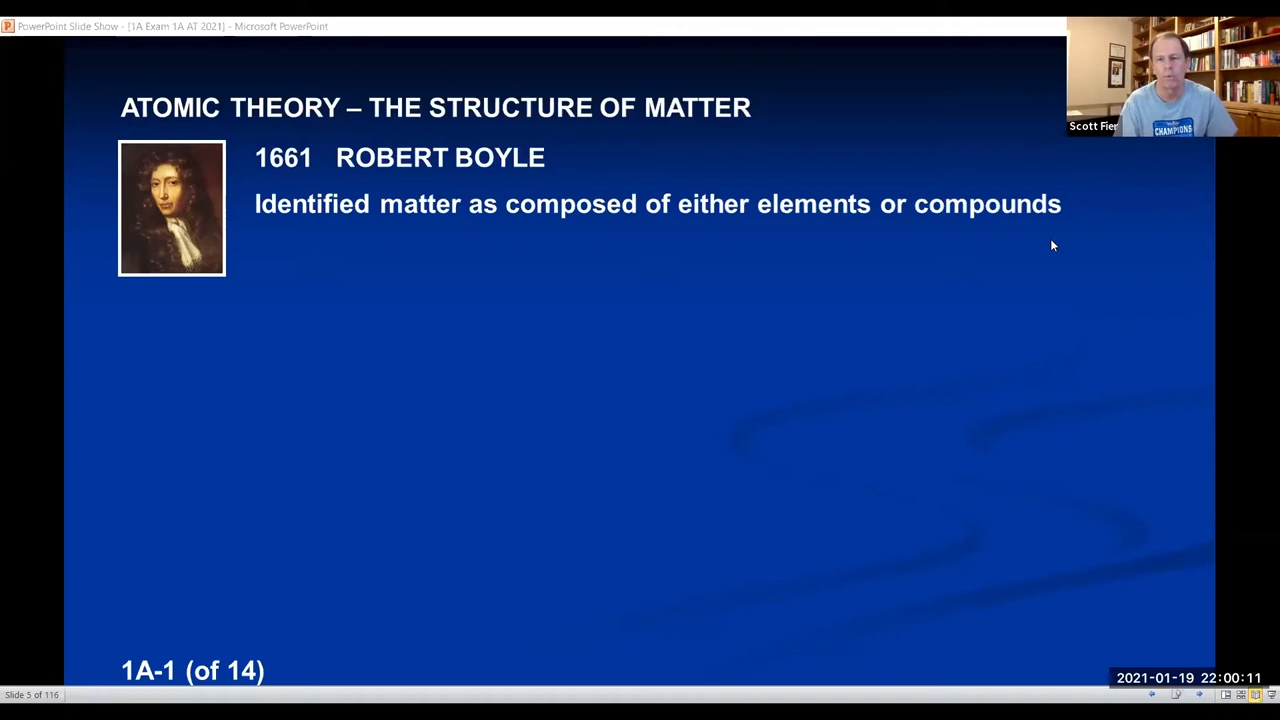 PowerPoint Slide Show - [1A Exam 1A AT 2021] - Microsoft PowerPoint
ATOMIC THEORY – THE STRUCTURE OF MATTER
Scott Fier
CHAMPIONS
1661 ROBERT BOYLE
Identified matter as composed of either elements or compounds
1A-1 (of 14)
2021-01-19 22:00:11
Slide 5 of 116